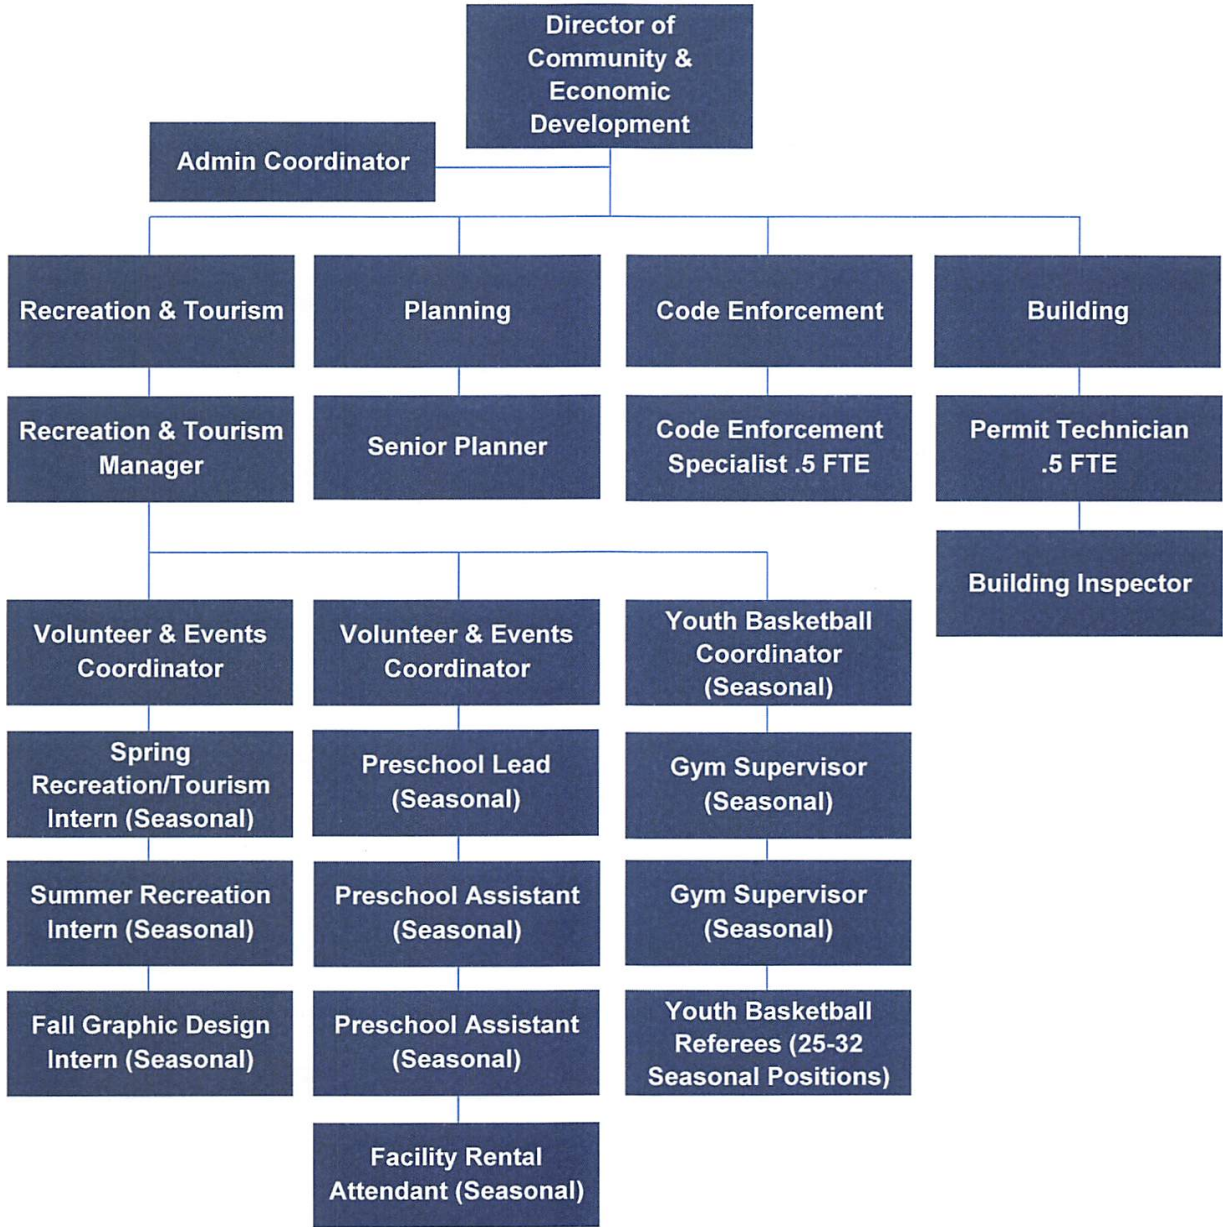 Director of
Community &
Economic
Development
Admin Coordinator
Recreation & Tourism
Planning
Code Enforcement
Building
Recreation & Tourism
Manager
Senior Planner
Code Enforcement
Specialist .5 FTE
Permit Technician
.5 FTE
Building Inspector
Volunteer & Events
Coordinator
Volunteer & Events
Coordinator
Youth Basketball
Coordinator
(Seasonal)
Spring
Recreation/Tourism
Intern (Seasonal)
Preschool Lead
(Seasonal)
Gym Supervisor
(Seasonal)
Summer Recreation
Intern (Seasonal)
Preschool Assistant
(Seasonal)
Gym Supervisor
(Seasonal)
Fall Graphic Design
Intern (Seasonal)
Preschool Assistant
(Seasonal)
Youth Basketball
Referees (25-32
Seasonal Positions)
Facility Rental
Attendant (Seasonal)